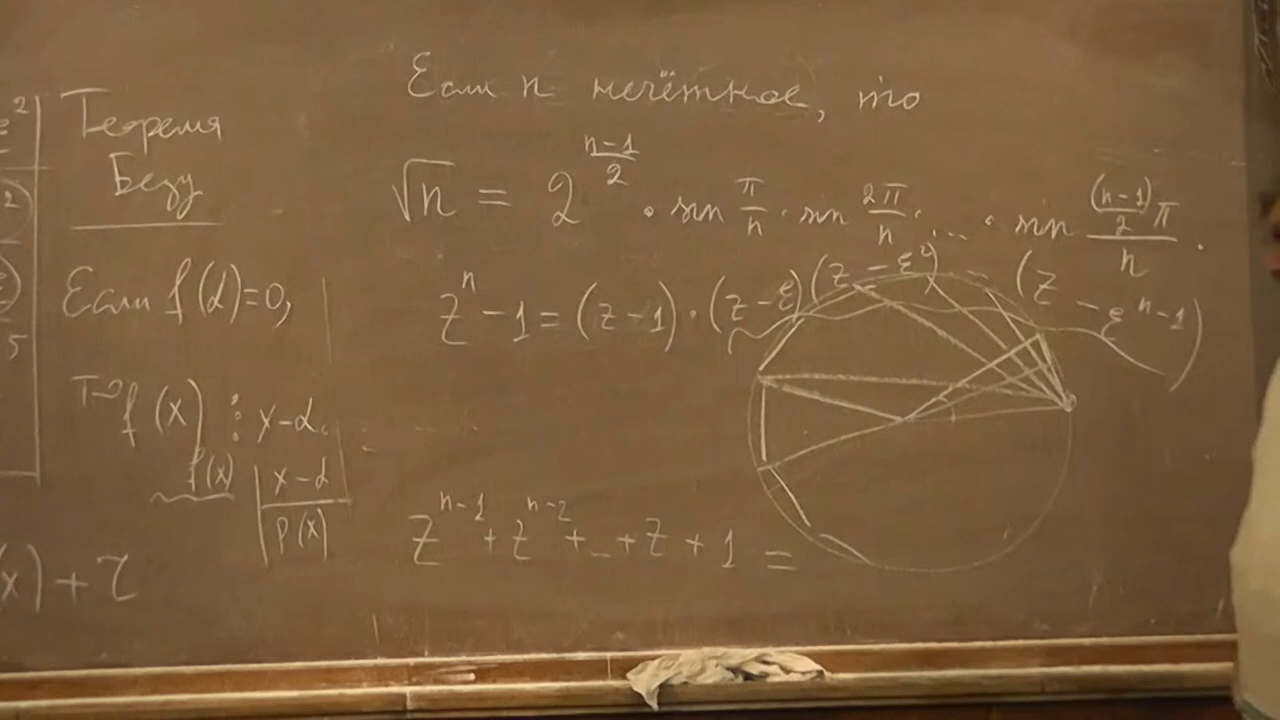 Теорема
Безу
Если f(α)=0,
То f(x) ⋮ x-α.
f(x) | x-α
P(x)
x) + r
Если n нечётное, то
√n = 2^((n-1)/2) · sin π/n · sin 2π/n · ... · sin ((n-1)/2 π)/n.
z^n - 1 = (z-1)·(z-ε)(z-ε²) - (z-ε^(n-1))
z^(n-1) + z^(n-2) + ... + z + 1 =